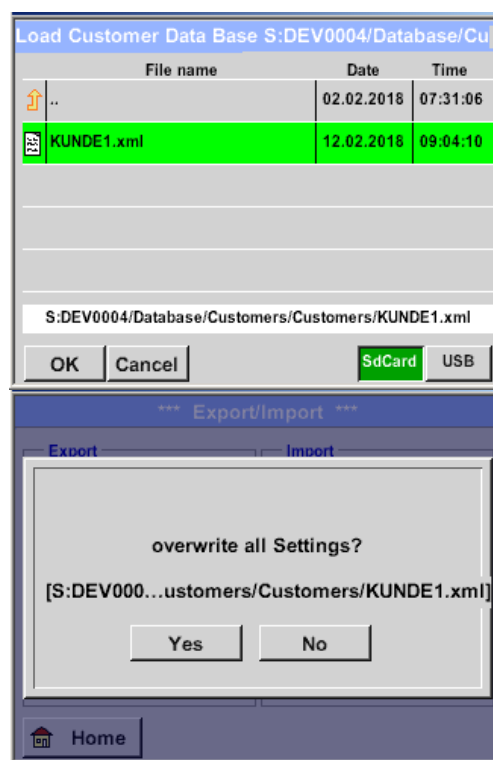 Load Customer Data Base S:DEV0004/Database/Cu
File name Date Time
.. 02.02.2018 07:31:06
KUNDE1.xml 12.02.2018 09:04:10
S:DEV0004/Database/Customers/Customers/KUNDE1.xml
OK Cancel SdCard USB
*** Export/Import ***
Export Import
overwrite all Settings?
[S:DEV000...ustomers/Customers/KUNDE1.xml]
Yes No
Home